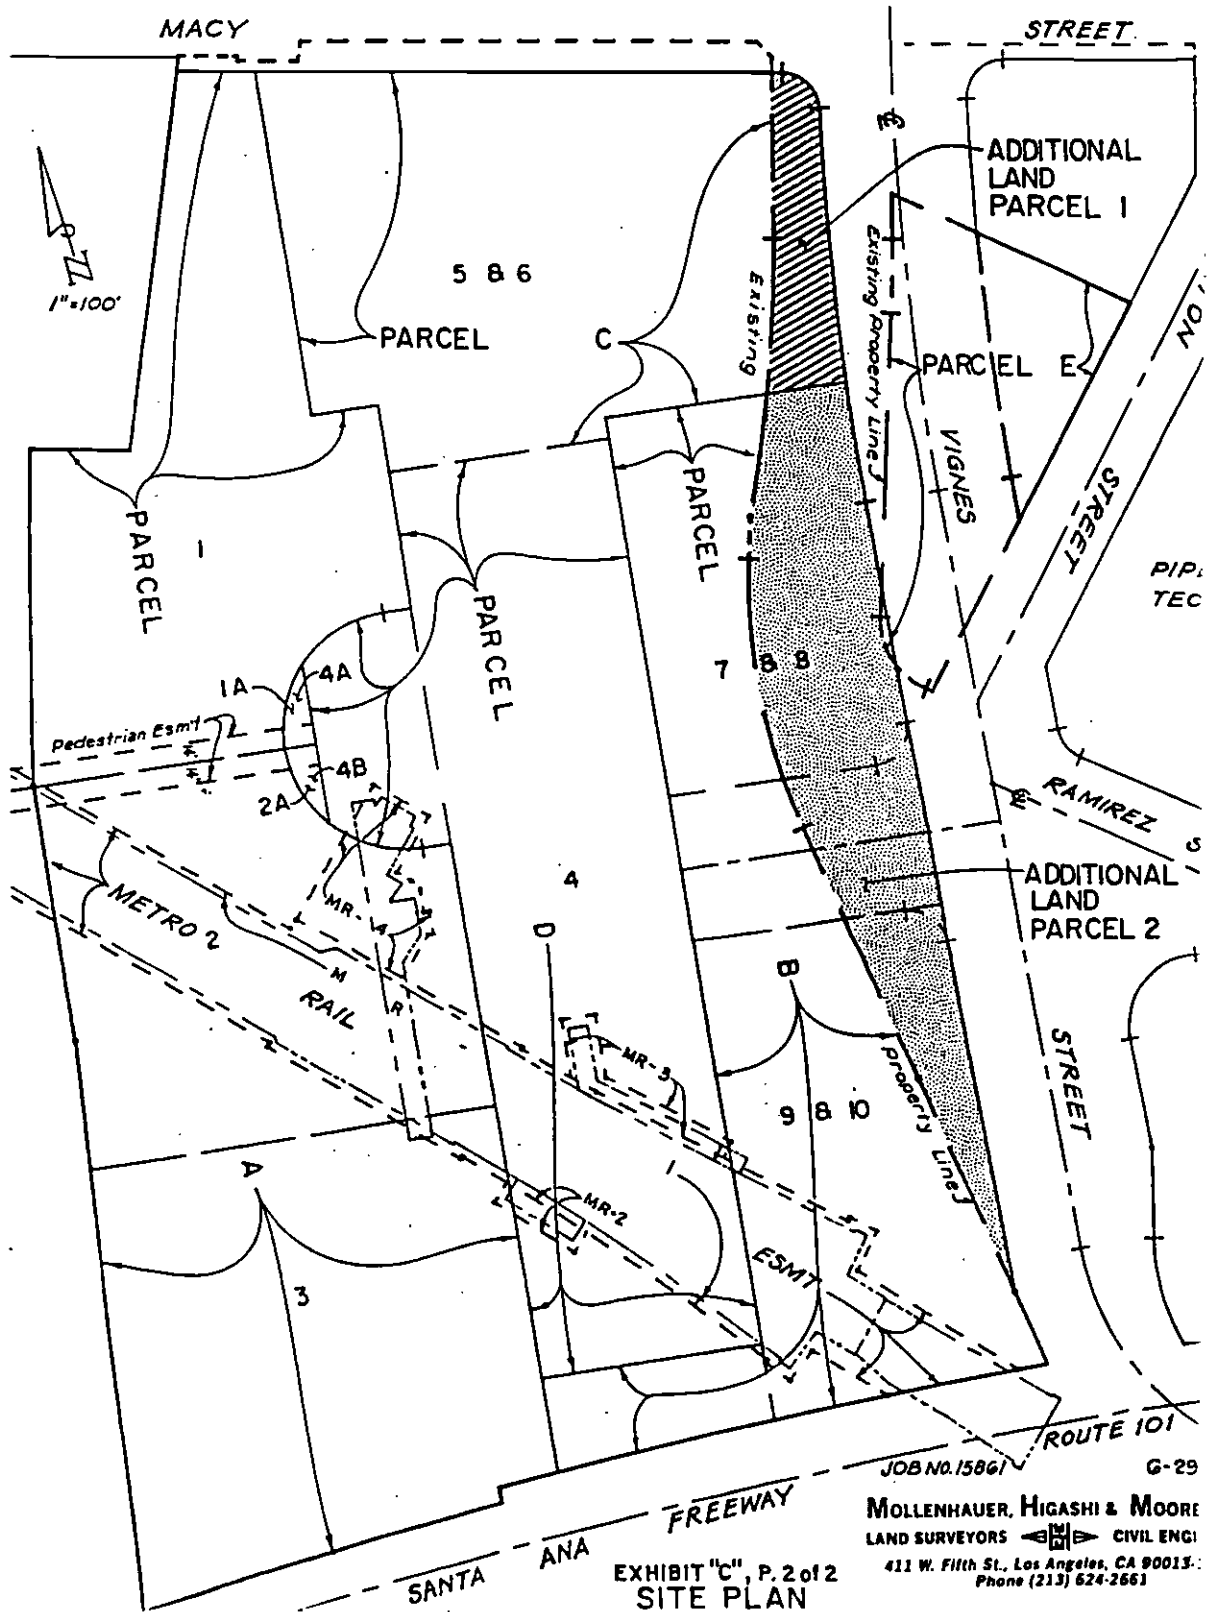 MACY
STREET
ADDITIONAL
LAND
PARCEL 1
1"=100'
5 & 6
Existing
Existing Property Line
PARCEL
C
PARCEL E
VIGNES
STREET
PARCEL
1
PARCEL
PARCEL
7 & 8
1A
4A
Pedestrian Esm't
4B
2A
RAMIREZ
METRO 2
MR-4
4
ADDITIONAL
LAND
PARCEL 2
D
B
M
R
RAIL
MR-3
9 & 10
Property Line
STREET
A
1
MR-2
ESMT
3
ROUTE 101
JOB NO. 15861
G-29
FREEWAY
ANA
SANTA
MOLLENHAUER, HIGASHI & MOORE
LAND SURVEYORS
CIVIL ENGI
411 W. Fifth St., Los Angeles, CA 90013-
Phone (213) 624-2661
EXHIBIT "C", P. 2 of 2
SITE PLAN